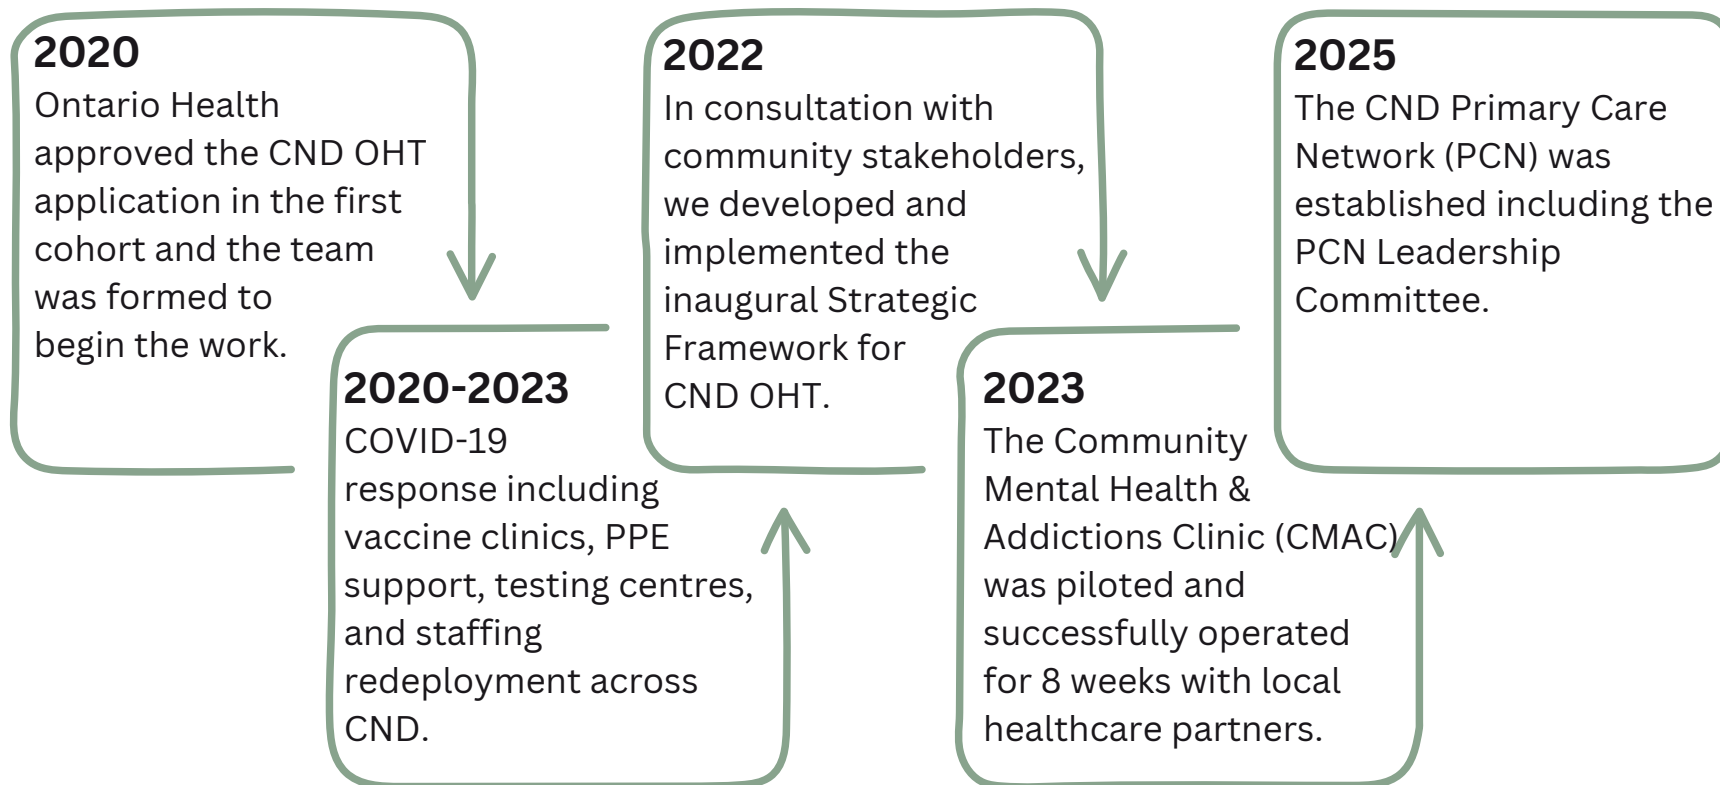 2020
Ontario Health
approved the CND OHT
application in the first
cohort and the team
was formed to
begin the work.
2020-2023
COVID-19
response including
vaccine clinics, PPE
support, testing centres,
and staffing
redeployment across
CND.
2022
In consultation with
community stakeholders,
we developed and
implemented the
inaugural Strategic
Framework for
CND OHT.
2023
The Community
Mental Health &
Addictions Clinic (CMAC)
was piloted and
successfully operated
for 8 weeks with local
healthcare partners.
2025
The CND Primary Care
Network (PCN) was
established including the
PCN Leadership
Committee.